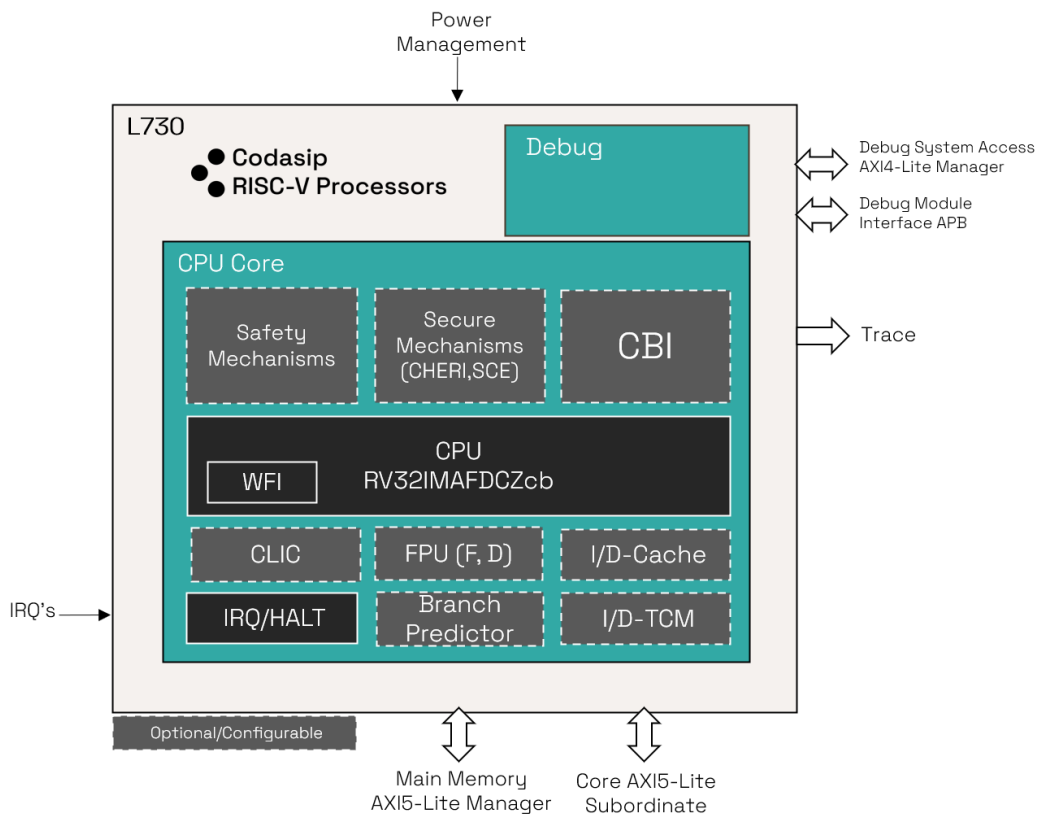 Power
Management
L730
Codasip
RISC-V Processors
Debug
Debug System Access
AXI4-Lite Manager
Debug Module
Interface APB
CPU Core
Safety
Mechanisms
Secure
Mechanisms
(CHERI,SCE)
CBI
Trace
CPU
RV32IMAFDCZcb
WFI
CLIC
FPU (F, D)
I/D-Cache
IRQ's
IRQ/HALT
Branch
Predictor
I/D-TCM
Optional/Configurable
Main Memory
AXI5-Lite Manager
Core AXI5-Lite
Subordinate